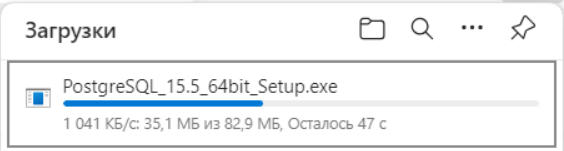 Загрузки
PostgreSQL_15.5_64bit_Setup.exe
1 041 КБ/с: 35,1 МБ из 82,9 МБ, Осталось 47 с